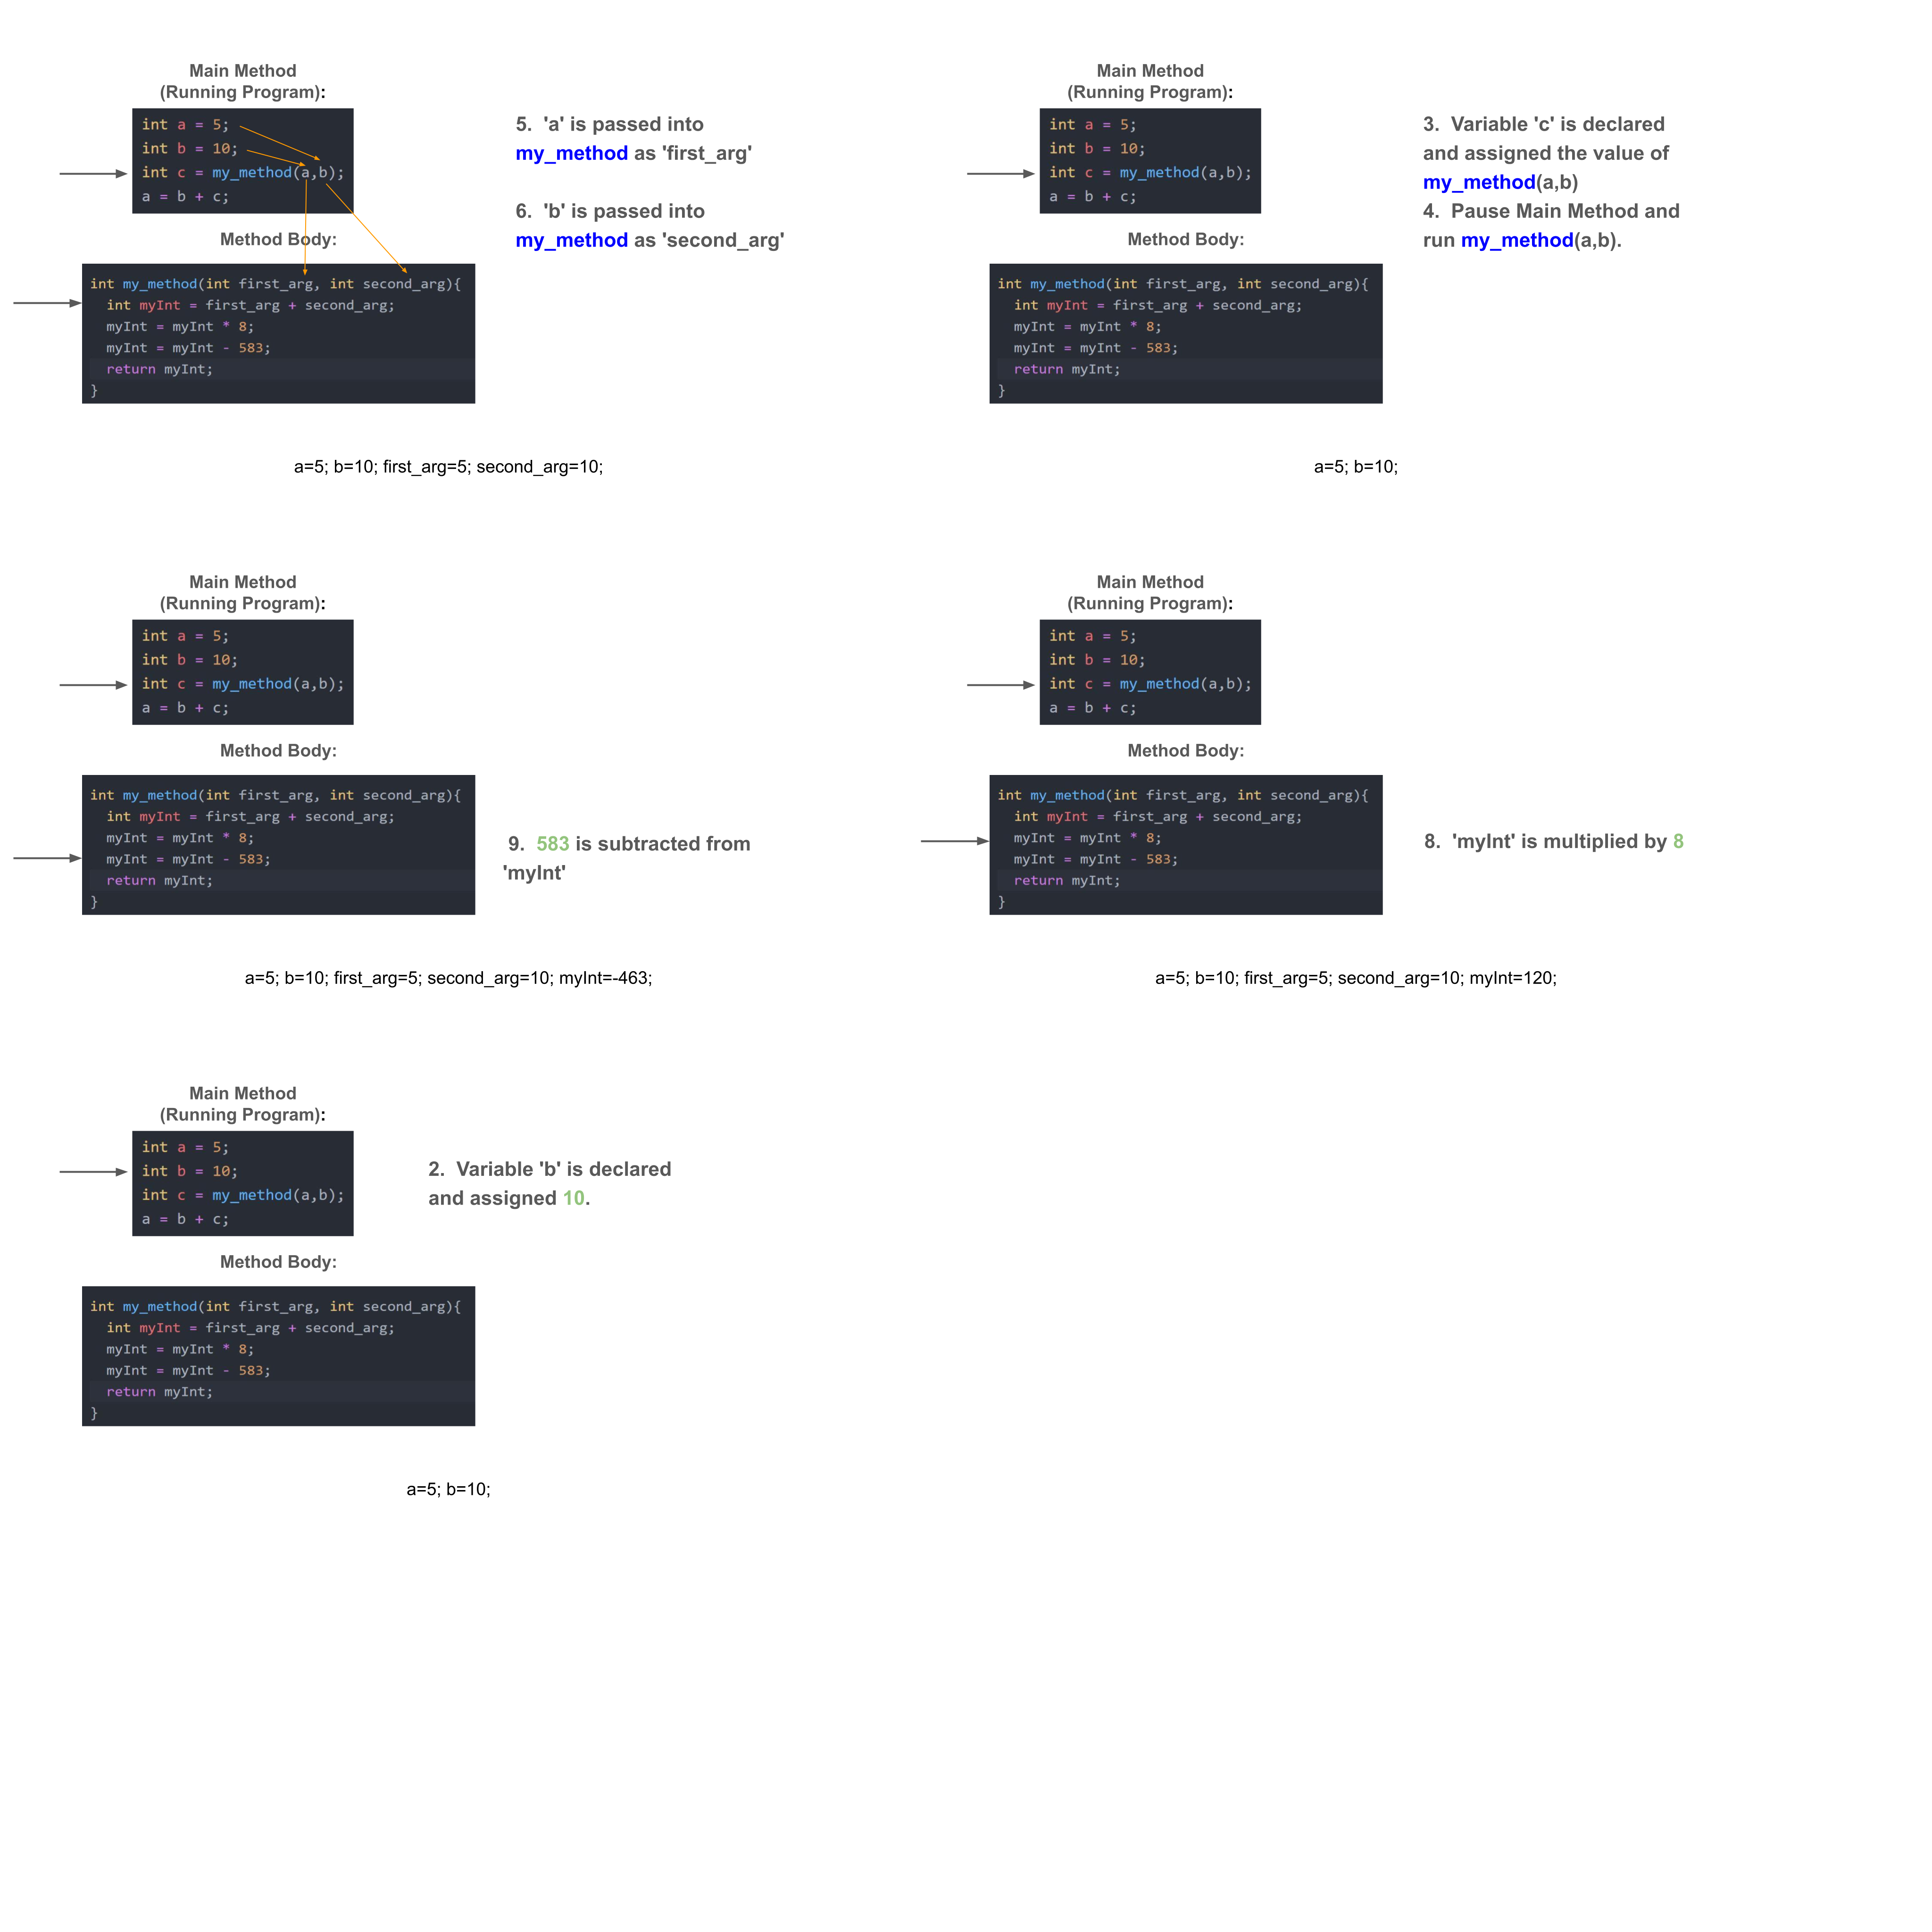 Main Method
(Running Program):
int a = 5;
int b = 10;
int c = my_method(a,b);
a = b + c;
5.  'a' is passed into
my_method as 'first_arg'
6.  'b' is passed into
my_method as 'second_arg'
Method Body:
int my_method(int first_arg, int second_arg){
  int myInt = first_arg + second_arg;
  myInt = myInt * 8;
  myInt = myInt - 583;
  return myInt;
}
a=5; b=10; first_arg=5; second_arg=10;
Main Method
(Running Program):
int a = 5;
int b = 10;
int c = my_method(a,b);
a = b + c;
3.  Variable 'c' is declared
and assigned the value of
my_method(a,b)
4.  Pause Main Method and
run my_method(a,b).
Method Body:
int my_method(int first_arg, int second_arg){
  int myInt = first_arg + second_arg;
  myInt = myInt * 8;
  myInt = myInt - 583;
  return myInt;
}
a=5; b=10;
Main Method
(Running Program):
int a = 5;
int b = 10;
int c = my_method(a,b);
a = b + c;
Method Body:
int my_method(int first_arg, int second_arg){
  int myInt = first_arg + second_arg;
  myInt = myInt * 8;
  myInt = myInt - 583;
  return myInt;
}
9.  583 is subtracted from
'myInt'
a=5; b=10; first_arg=5; second_arg=10; myInt=-463;
Main Method
(Running Program):
int a = 5;
int b = 10;
int c = my_method(a,b);
a = b + c;
Method Body:
int my_method(int first_arg, int second_arg){
  int myInt = first_arg + second_arg;
  myInt = myInt * 8;
  myInt = myInt - 583;
  return myInt;
}
8.  'myInt' is multiplied by 8
a=5; b=10; first_arg=5; second_arg=10; myInt=120;
Main Method
(Running Program):
int a = 5;
int b = 10;
int c = my_method(a,b);
a = b + c;
2.  Variable 'b' is declared
and assigned 10.
Method Body:
int my_method(int first_arg, int second_arg){
  int myInt = first_arg + second_arg;
  myInt = myInt * 8;
  myInt = myInt - 583;
  return myInt;
}
a=5; b=10;